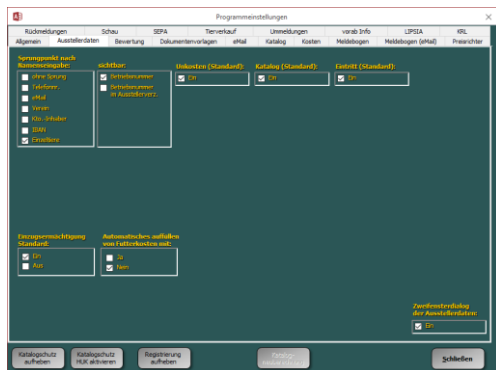 Programmeinstellungen
Rückmeldungen Schau SEPA Tierverkauf Ummeldungen vorab Info LIPSIA KRL
Allgemein Ausstellerdaten Bewertung Dokumentenvorlagen eMail Katalog Kosten Meldebogen Meldebogen (eMail) Preisrichter
Sprungpunkt nach
Nameneingabe:
ohne Sprung
Telefonnr.
eMail
Verein
Kto.-Inhaber
IBAN
Einzeltiere
sichtbar:
Betriebsnummer
Betriebsnummer
im Ausstellerverz.
Unkosten (Standard):
Ein
Katalog (Standard):
Ein
Eintritt (Standard):
Ein
Einzugsermächtigung
Standard:
Ein
Aus
Automatisches auffüllen
von Futterkosten mit:
Ja
Nein
Zweifensterdialog
der Ausstellerdaten:
Ein
Katalogschutz
aufheben
Katalogschutz
HUK aktivieren
Registrierung
aufheben
Katalog-
Schließen